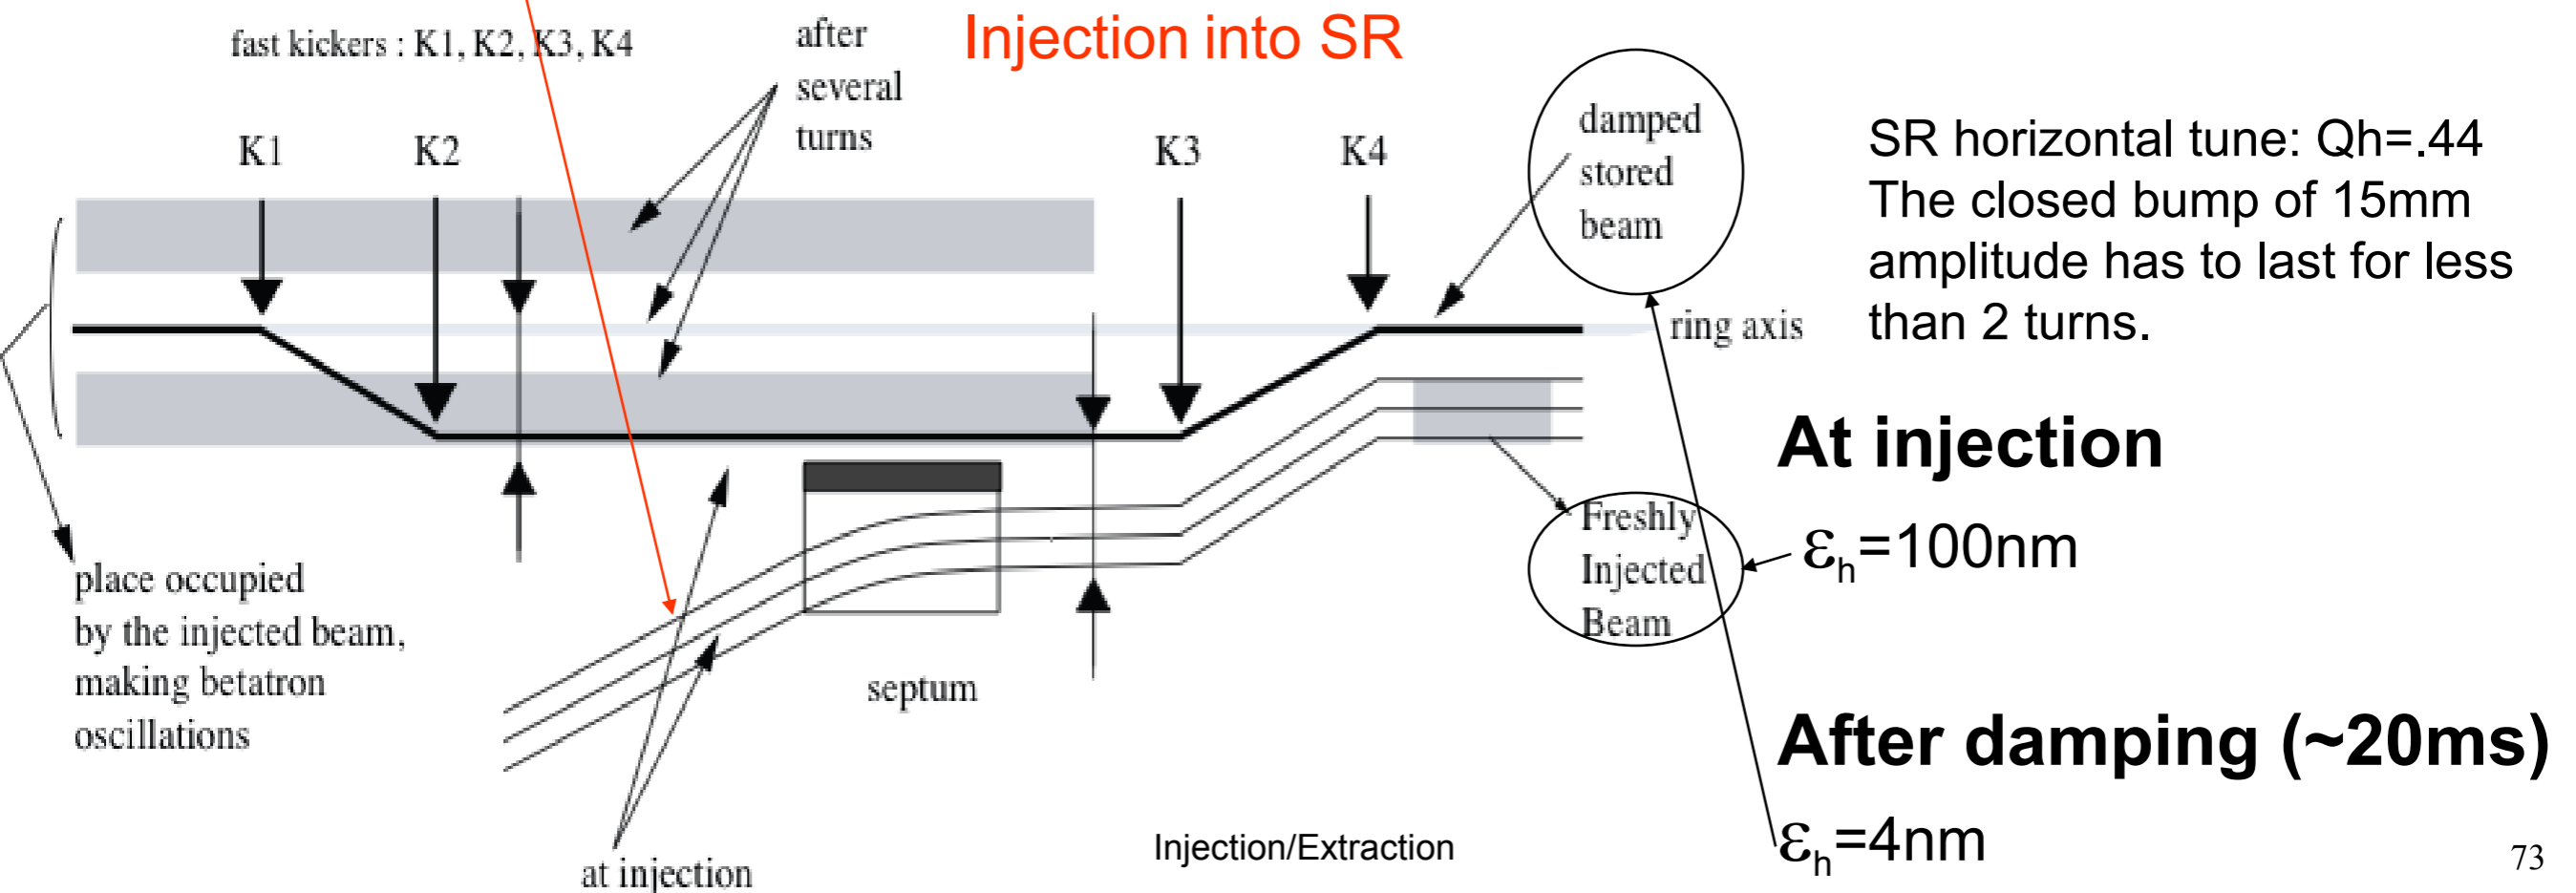 Injection into SR
fast kickers : K1, K2, K3, K4
after
several
turns
K1
K2
K3
K4
damped
stored
beam
ring axis
SR horizontal tune: Qh=.44
The closed bump of 15mm
amplitude has to last for less
than 2 turns.
At injection
εh=100nm
Freshly
Injected
Beam
place occupied
by the injected beam,
making betatron
oscillations
septum
at injection
After damping (~20ms)
εh=4nm
Injection/Extraction
73